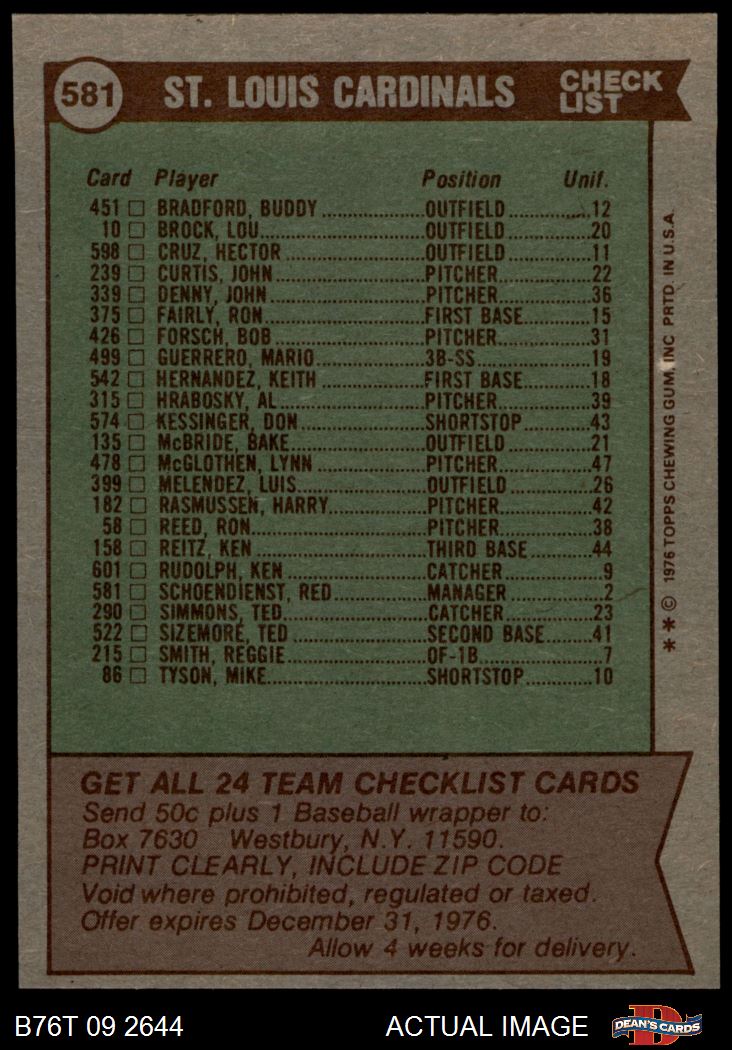 581 ST. LOUIS CARDINALS CHECK LIST
Card Player Position Unif.
451 □ BRADFORD, BUDDY ................OUTFIELD..............12
10 □ BROCK, LOU........................OUTFIELD..............20
598 □ CRUZ, HECTOR ....................OUTFIELD..............11
239 □ CURTIS, JOHN .....................PITCHER...............22
339 □ DENNY, JOHN......................PITCHER...............36
375 □ FAIRLY, RON......................FIRST BASE...........15
426 □ FORSCH, BOB .....................PITCHER...............31
499 □ GUERRERO, MARIO................3B-SS..................19
542 □ HERNANDEZ, KEITH ...............FIRST BASE...........18
315 □ HRABOSKY, AL.....................PITCHER...............39
574 □ KESSINGER, DON..................SHORTSTOP..........43
135 □ McBRIDE, BAKE....................OUTFIELD .............21
478 □ McGLOTHEN, LYNN ................PITCHER...............47
399 □ MELENDEZ, LUIS...................OUTFIELD .............26
182 □ RASMUSSEN, HARRY...............PITCHER...............42
58 □ REED, RON.........................PITCHER...............38
158 □ REITZ, KEN ........................THIRD BASE..........44
601 □ RUDOLPH, KEN ....................CATCHER...............9
581 □ SCHOENDIENST, RED..............MANAGER..............2
290 □ SIMMONS, TED....................CATCHER..............23
522 □ SIZEMORE, TED ...................SECOND BASE.......41
215 □ SMITH, REGGIE....................OF-1B...................7
86 □ TYSON, MIKE.......................SHORTSTOP..........10
**© 1976 TOPPS CHEWING GUM, INC. PRTD. IN U.S.A.
GET ALL 24 TEAM CHECKLIST CARDS
Send 50c plus 1 Baseball wrapper to:
Box 7630 Westbury, N.Y. 11590.
PRINT CLEARLY, INCLUDE ZIP CODE
Void where prohibited, regulated or taxed.
Offer expires December 31, 1976.
Allow 4 weeks for delivery.
B76T 09 2644 ACTUAL IMAGE D DEAN'S CARDS